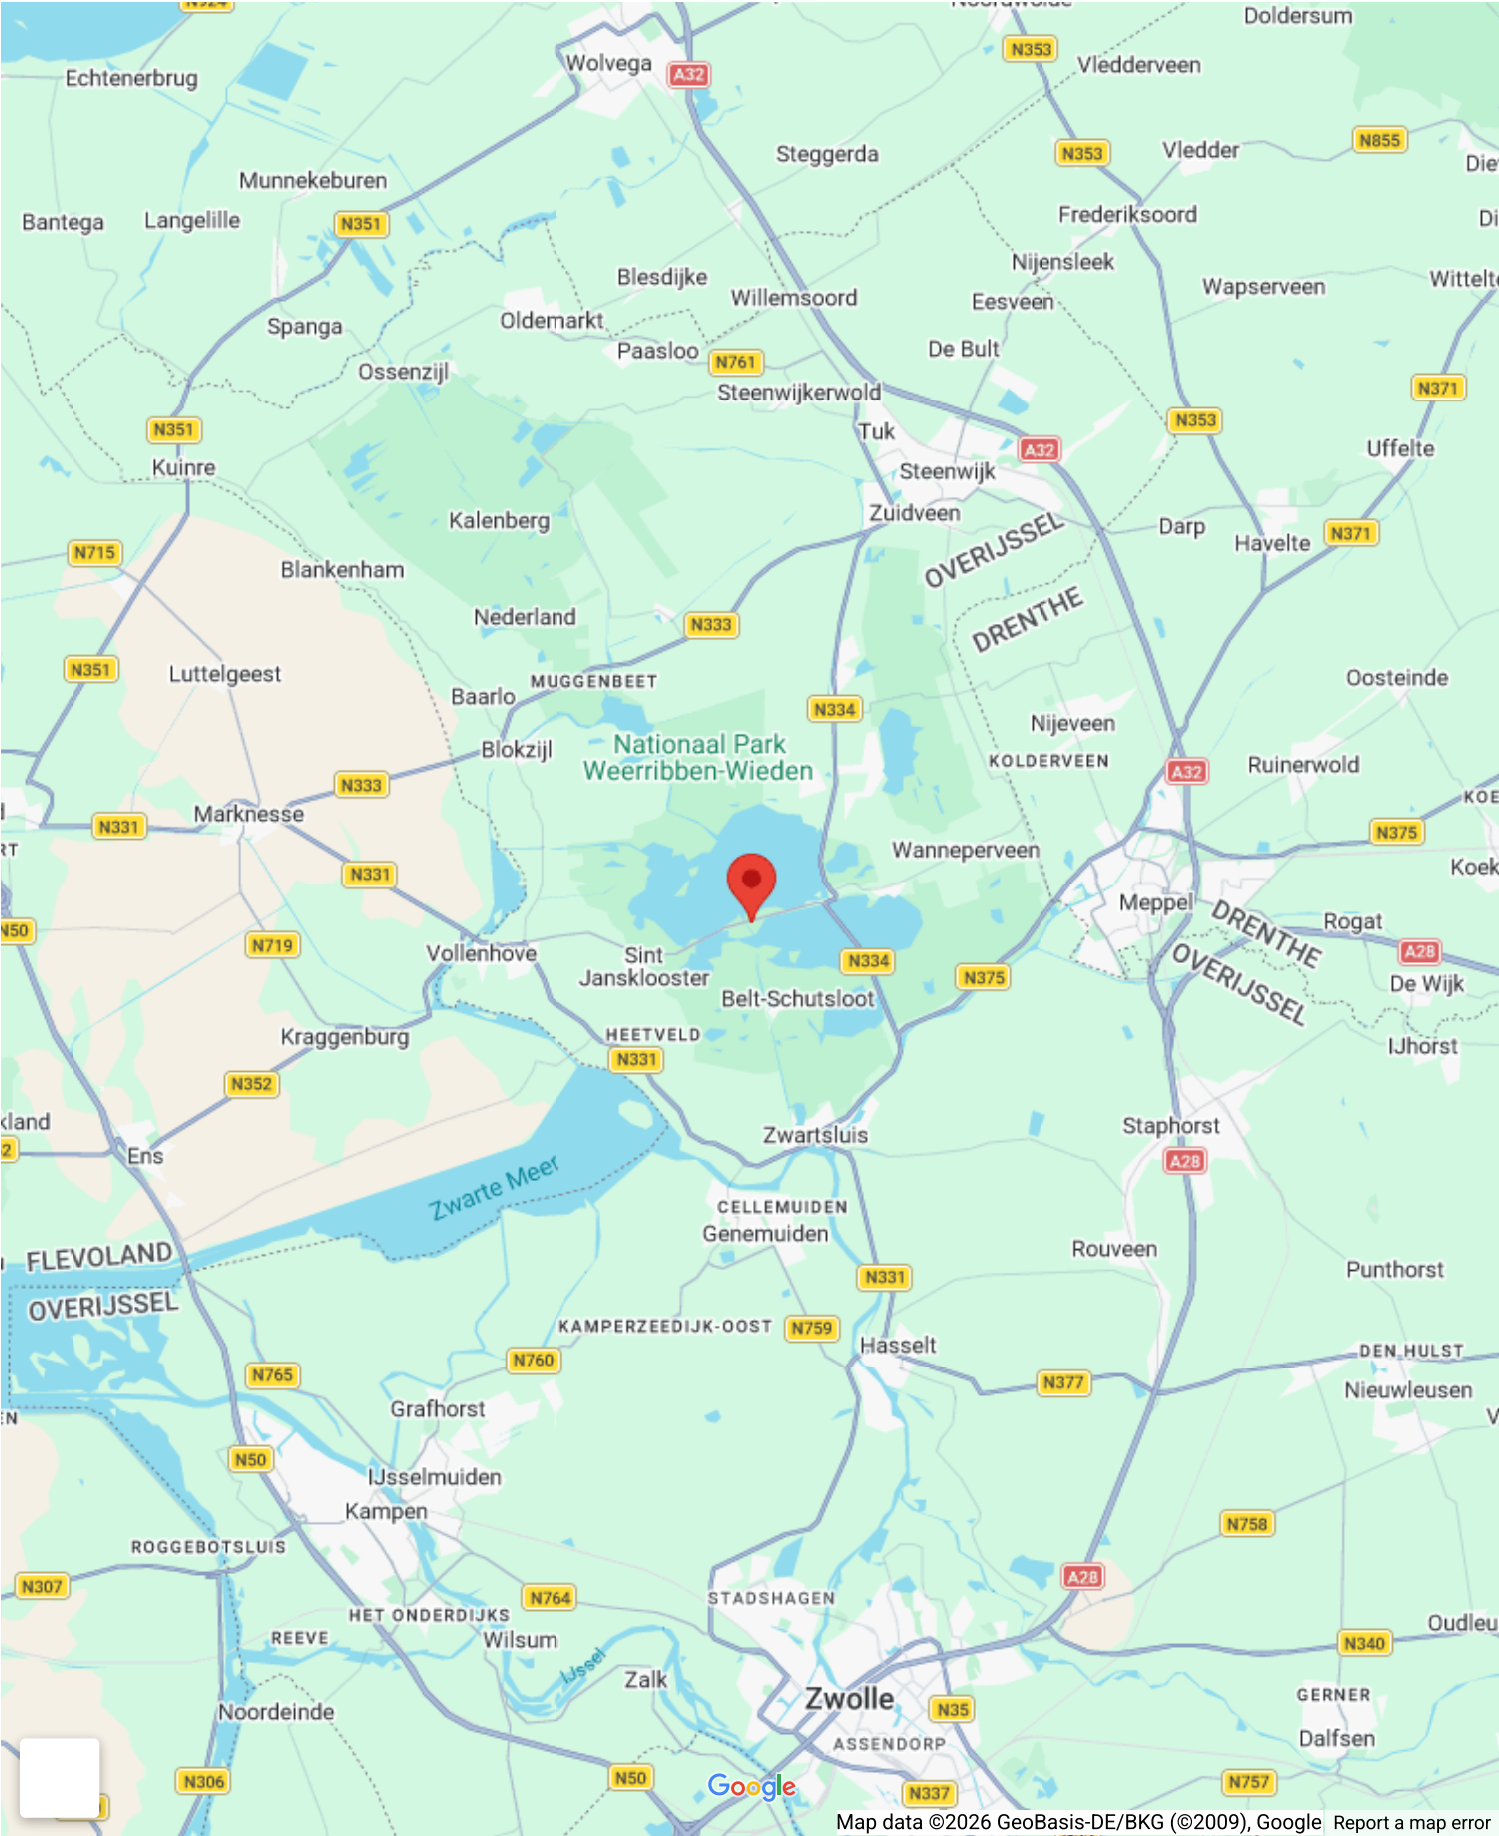 N924
Noordwolde
Doldersum
Echtenerbrug
Wolvega
A32
N353
Vledderveen
Munnekeburen
Steggerda
N353
Vledder
N855
Bantega
Langelille
N351
Frederiksoord
Blesdijke
Willemsoord
Nijensleek
Eesveen
Wapserveen
Spanga
Oldemarkt
Paasloo
N761
De Bult
Ossenzijl
Steenwijkerwold
N371
N351
Tuk
N353
Kuinre
Steenwijk
A32
Uffelte
Kalenberg
Zuidveen
OVERIJSSEL
DRENTHE
Darp
Havelte
N371
N715
Blankenham
Nederland
N333
N351
Luttelgeest
MUGGENBEET
Baarlo
N334
Oosteinde
Nijeveen
Blokzijl
Nationaal Park
Weerribben-Wieden
KOLDERVEEN
A32
Ruinerwold
N333
Marknesse
N331
N375
N331
Wanneperveen
Meppel
DRENTHE
OVERIJSSEL
Rogat
A28
N50
N719
Vollenhove
Sint
Jansklooster
N334
N375
De Wijk
Belt-Schutsloot
Kraggenburg
HEETVELD
N331
IJhorst
N352
Ens
Zwartsluis
Staphorst
A28
Zwarte Meer
CELLEMUIDEN
Genemuiden
FLEVOLAND
OVERIJSSEL
Rouveen
N331
Punthorst
KAMPERZEEDIJK-OOST
N759
Hasselt
DEN HULST
N765
N760
N377
Nieuwleusen
Grafhorst
N50
IJsselmuiden
Kampen
N758
ROGGEBOTSLUIS
N307
N764
STADSHAGEN
A28
HET ONDERDIJKS
REEVE
Wilsum
IJssel
Zalk
N340
Zwolle
N35
GERNER
Noordeinde
ASSENDORP
Dalfsen
N306
N50
Google
N337
N757
Map data ©2026 GeoBasis-DE/BKG (©2009), Google
Report a map error